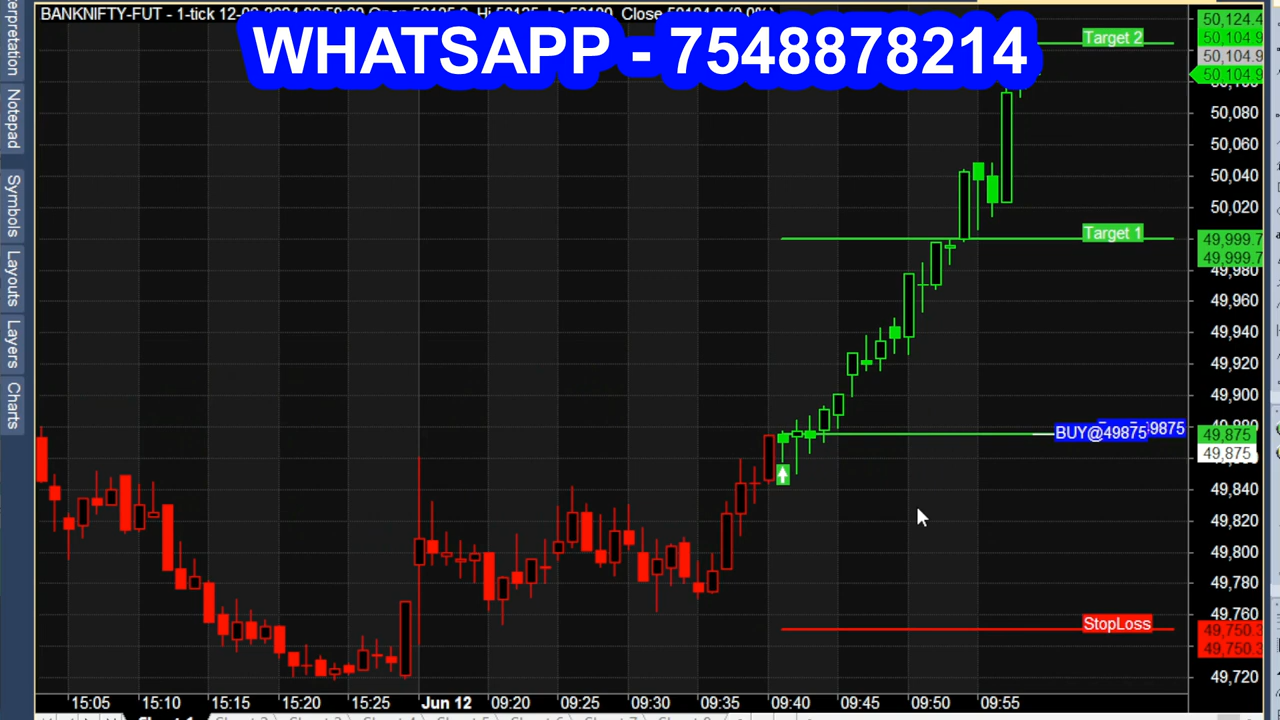 BANKNIFTY-FUT - 1-tick
Close
WHATSAPP - 7548878214
Notepad
Symbols
Layouts
Layers
Charts
Target 2
50,124.4
50,104.9
50,104.9
50,104.9
50,080
50,060
50,040
50,020
Target 1
49,999.7
49,999.7
49,980
49,960
49,940
49,920
49,900
BUY@49875
49875
49,875
49,875
49,840
49,820
49,800
49,780
49,760
StopLoss
49,750.3
49,750.3
49,720
15:05 15:10 15:15 15:20 15:25 Jun 12 09:20 09:25 09:30 09:35 09:40 09:45 09:50 09:55